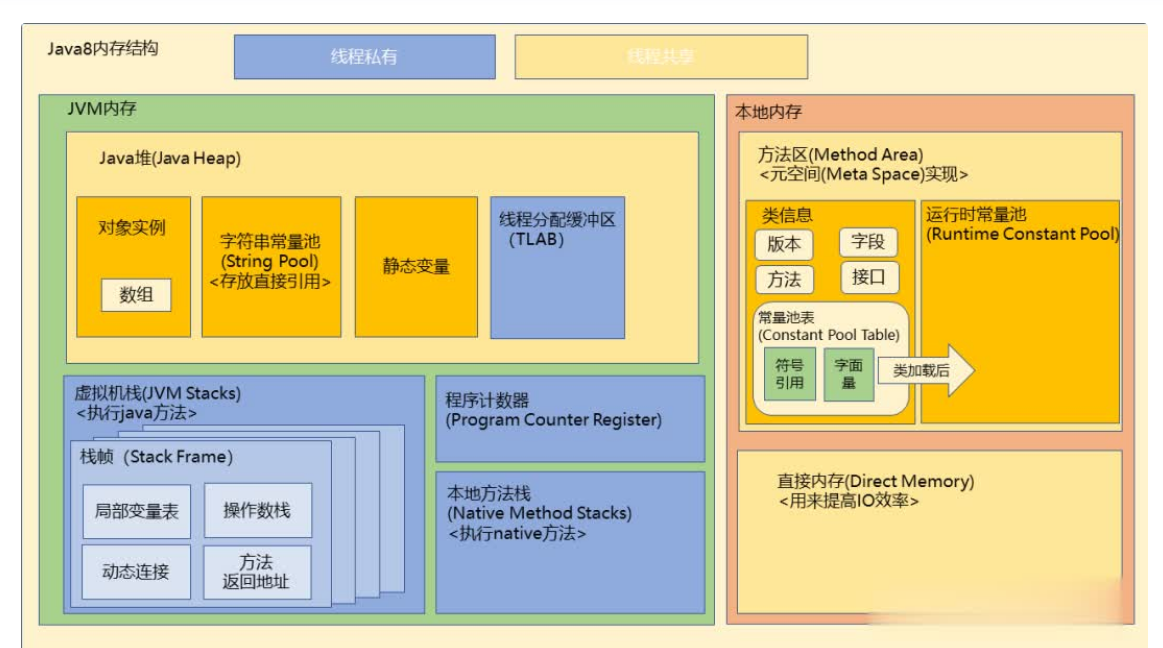 Java8内存结构
线程私有
线程共享
JVM内存
Java堆(Java Heap)
对象实例
数组
字符串常量池
(String Pool)
<存放直接引用>
静态变量
线程分配缓冲区
(TLAB)
虚拟机栈(JVM Stacks)
<执行java方法>
栈帧（Stack Frame）
局部变量表
操作数栈
动态连接
方法
返回地址
程序计数器
(Program Counter Register)
本地方法栈
(Native Method Stacks)
<执行native方法>
本地内存
方法区(Method Area)
<元空间(Meta Space)实现>
类信息
版本
字段
方法
接口
常量池表
(Constant Pool Table)
符号
引用
字面
量
类加载后
运行时常量池
(Runtime Constant Pool)
直接内存(Direct Memory)
<用来提高IO效率>